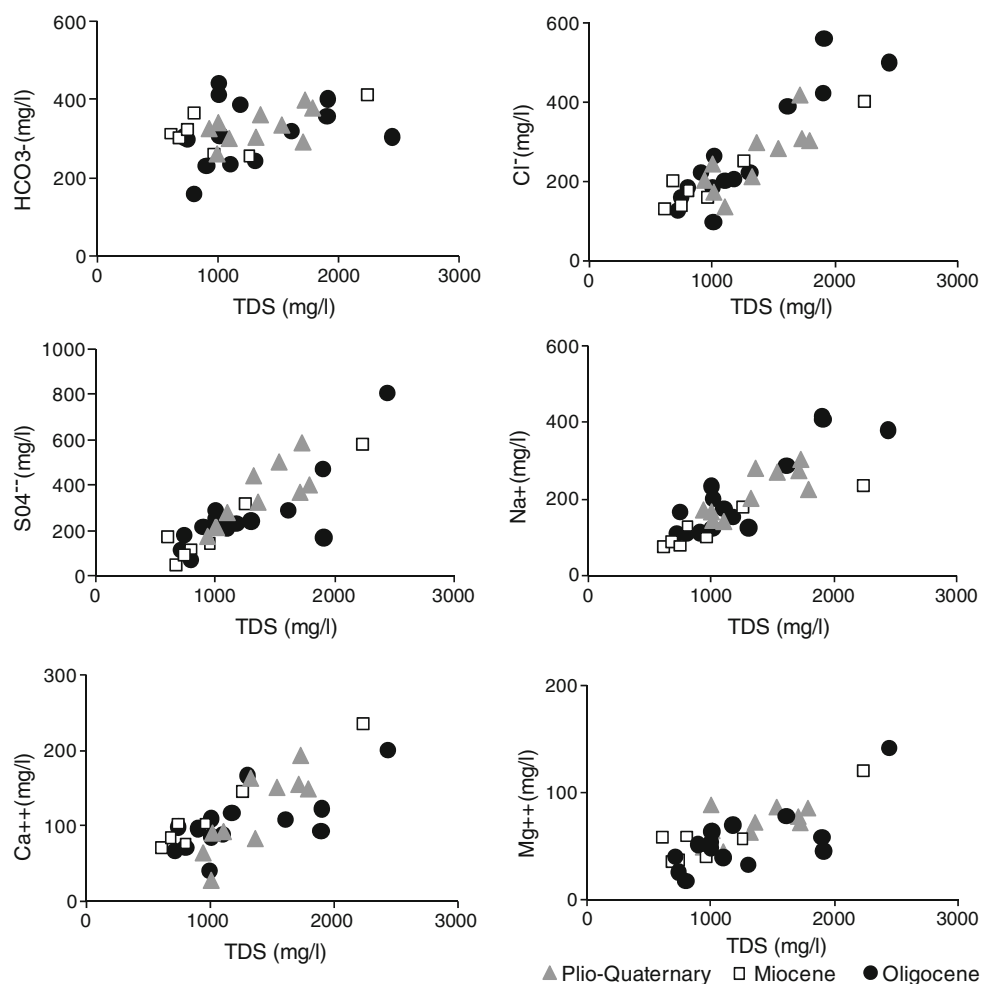 600
400
200
0
HCO3-(mg/l)
0 1000 2000 3000
TDS (mg/l)
600
400
200
0
Cl-(mg/l)
0 1000 2000 3000
TDS (mg/l)
1000
800
600
400
200
0
S04--(mg/l)
0 1000 2000 3000
TDS (mg/l)
600
400
200
0
Na+(mg/l)
0 1000 2000 3000
TDS (mg/l)
300
200
100
0
Ca++(mg/l)
0 1000 2000 3000
TDS (mg/l)
200
100
0
Mg++(mg/l)
0 1000 2000 3000
TDS (mg/l)
Plio-Quaternary Miocene Oligocene